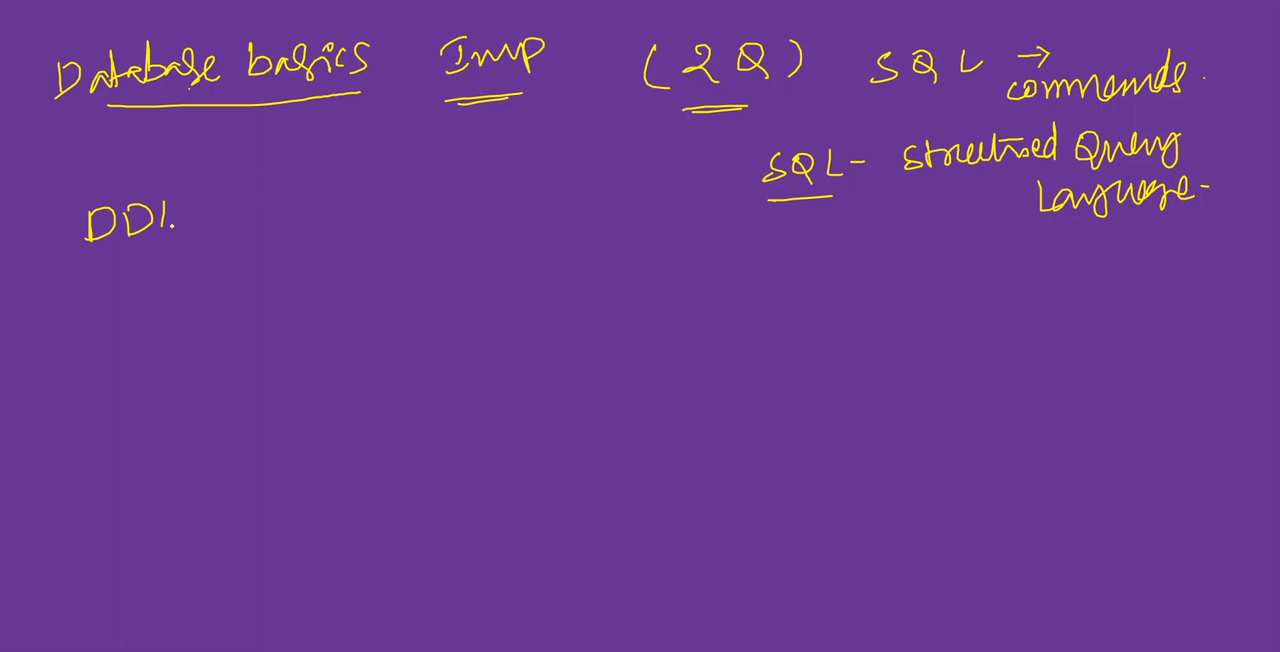 Database basics Imp (2Q) SQL → commands.
SQL - Structured Query
Language -
DDL